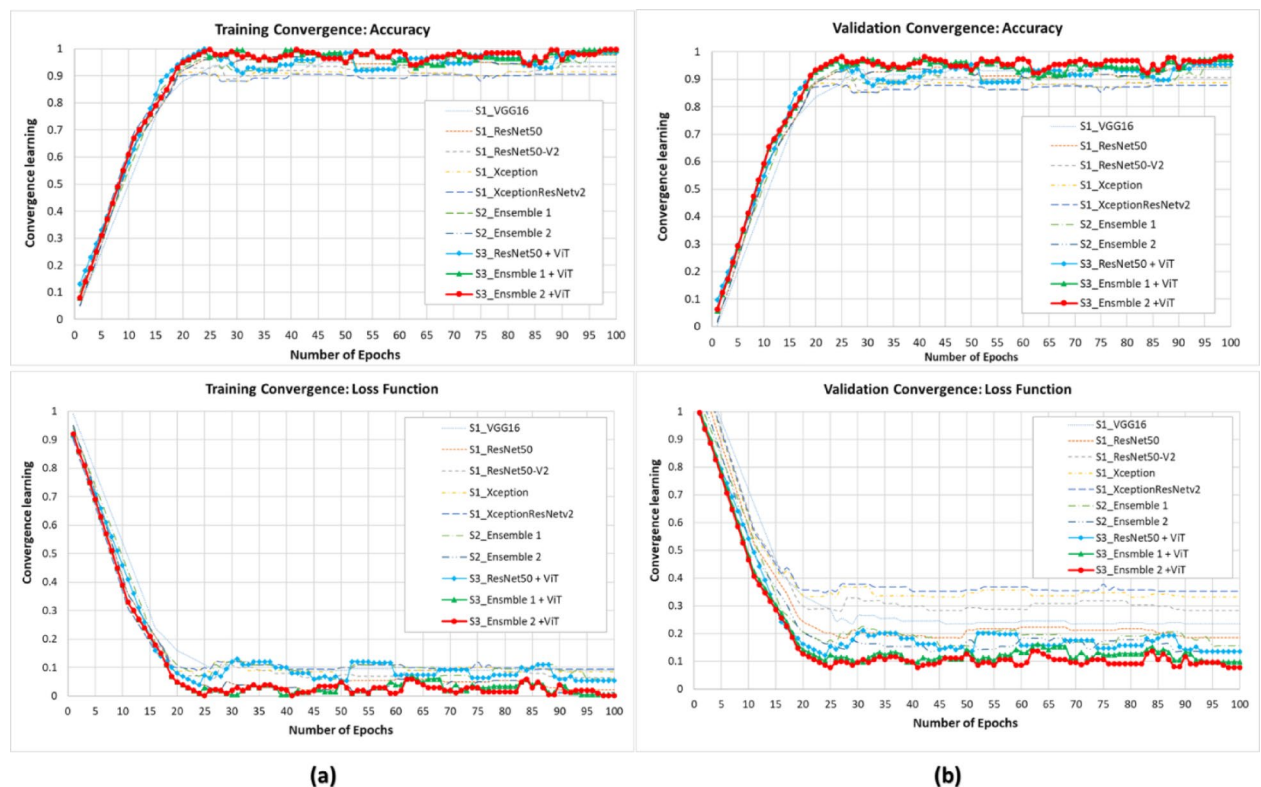 Training Convergence: Accuracy
Convergence learning
1
0.9
0.8
0.7
0.6
0.5
0.4
0.3
0.2
0.1
0
S1_VGG16
S1_ResNet50
S1_ResNet50-V2
S1_Xception
S1_XceptionResNetv2
S2_Ensemble 1
S2_Ensemble 2
S3_ResNet50 + ViT
S3_Ensmble 1 + ViT
S3_Ensmble 2 +ViT
0 5 10 15 20 25 30 35 40 45 50 55 60 65 70 75 80 85 90 95 100
Number of Epochs
Validation Convergence: Accuracy
Convergence learning
1
0.9
0.8
0.7
0.6
0.5
0.4
0.3
0.2
0.1
0
S1_VGG16
S1_ResNet50
S1_ResNet50-V2
S1_Xception
S1_XceptionResNetv2
S2_Ensemble 1
S2_Ensemble 2
S3_ResNet50 + ViT
S3_Ensmble 1 + ViT
S3_Ensmble 2 +ViT
0 5 10 15 20 25 30 35 40 45 50 55 60 65 70 75 80 85 90 95 100
Number of Epochs
Training Convergence: Loss Function
Convergence learning
1
0.9
0.8
0.7
0.6
0.5
0.4
0.3
0.2
0.1
0
S1_VGG16
S1_ResNet50
S1_ResNet50-V2
S1_Xception
S1_XceptionResNetv2
S2_Ensemble 1
S2_Ensemble 2
S3_ResNet50 + ViT
S3_Ensmble 1 + ViT
S3_Ensmble 2 +ViT
0 5 10 15 20 25 30 35 40 45 50 55 60 65 70 75 80 85 90 95 100
Number of Epochs
Validation Convergence: Loss Function
Convergence learning
1
0.9
0.8
0.7
0.6
0.5
0.4
0.3
0.2
0.1
0
S1_VGG16
S1_ResNet50
S1_ResNet50-V2
S1_Xception
S1_XceptionResNetv2
S2_Ensemble 1
S2_Ensemble 2
S3_ResNet50 + ViT
S3_Ensmble 1 + ViT
S3_Ensmble 2 +ViT
0 5 10 15 20 25 30 35 40 45 50 55 60 65 70 75 80 85 90 95 100
Number of Epochs
(a)
(b)